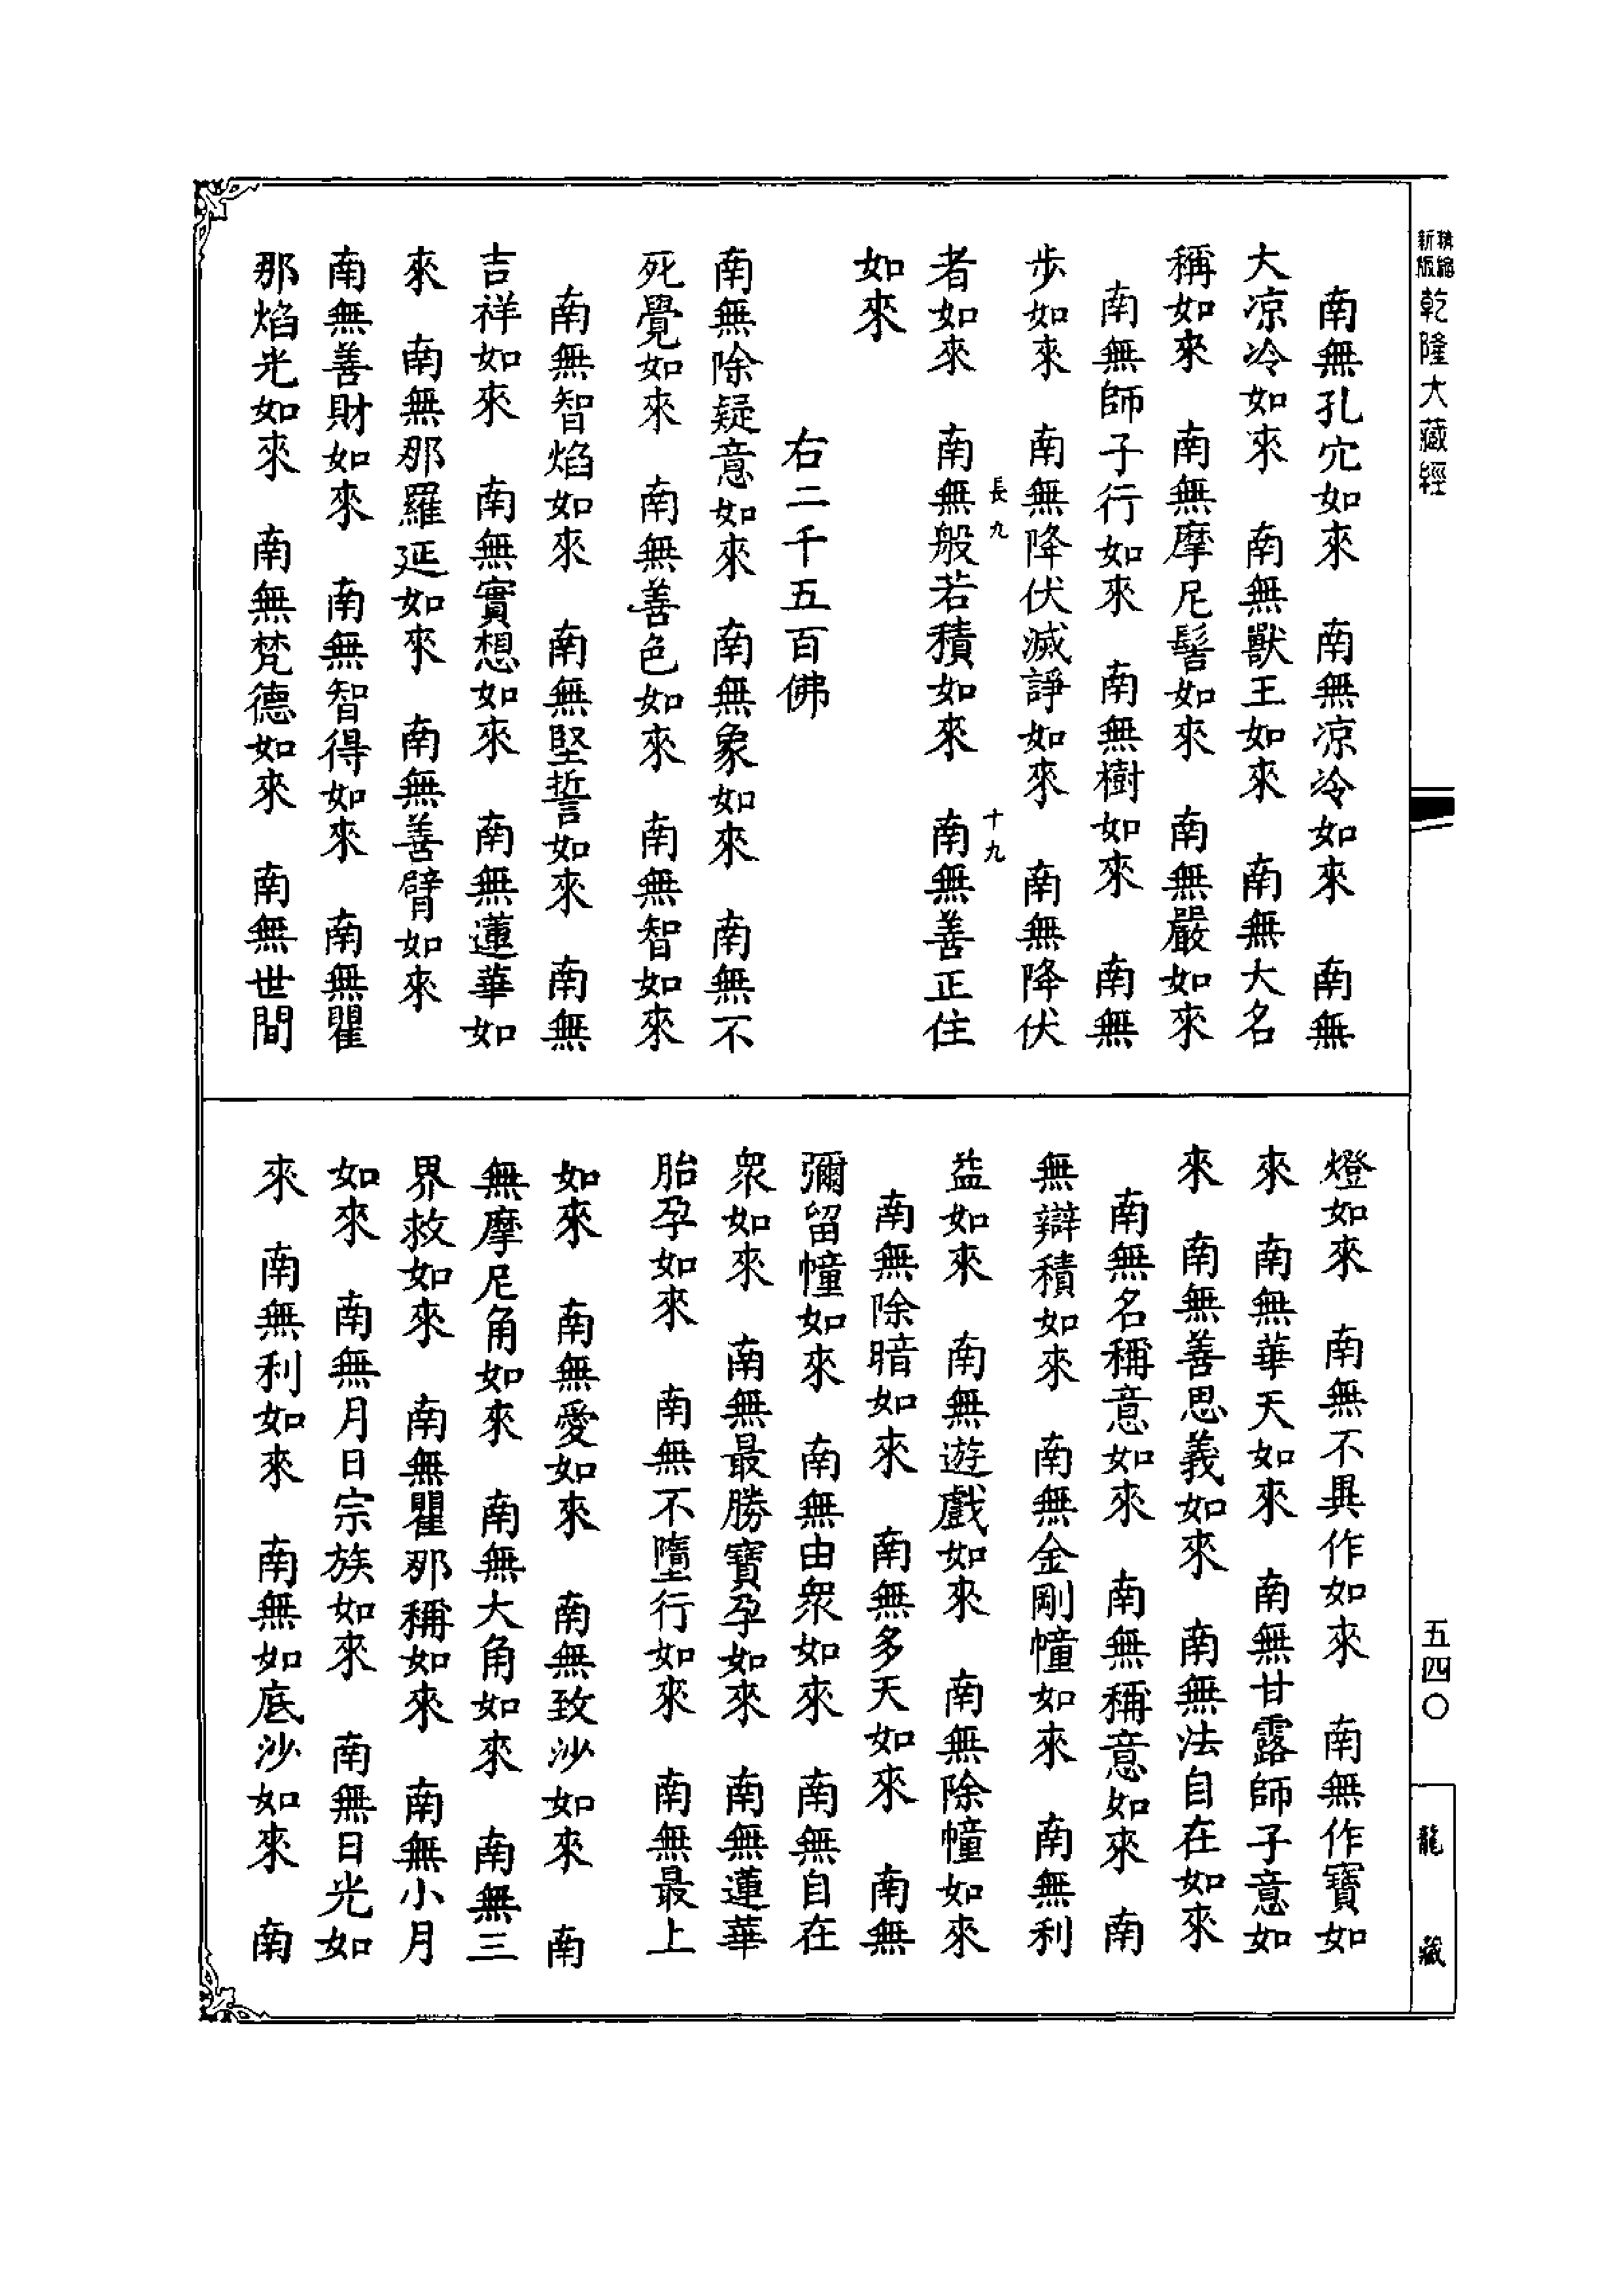 精縮
新版
乾隆大藏經
五四〇
龍藏
南無孔穴如來　南無凉冷如來　南無
大凉冷如來　南無獸王如來　南無大名
稱如來　南無摩尼髻如來　南無嚴如來
南無師子行如來　南無樹如來　南無
步如來　南無降伏滅諍如來　南無降伏
長九
十九
者如來　南無般若積如來　南無善正住
如來
右二千五百佛
南無除疑意如來　南無象如來　南無不
死覺如來　南無善色如來　南無智如來
南無智焰如來　南無堅誓如來　南無
吉祥如來　南無實想如來　南無蓮華如
來　南無那羅延如來　南無善臂如來
南無善財如來　南無智得如來　南無瞿
那焰光如來　南無梵德如來　南無世間
燈如來　南無不異作如來　南無作寶如
來　南無華天如來　南無甘露師子意如
來　南無善思義如來　南無法自在如來
南無名稱意如來　南無稱意如來　南
無辯積如來　南無金剛幢如來　南無利
益如來　南無遊戲如來　南無除幢如來
南無除暗如來　南無多天如來　南無
彌留幢如來　南無由眾如來　南無自在
眾如來　南無最勝寶孕如來　南無蓮華
胎孕如來　南無不墮行如來　南無最上
如來　南無愛如來　南無致沙如來　南
無摩尼角如來　南無大角如來　南無三
界救如來　南無瞿那稱如來　南無小月
如來　南無月日宗族如來　南無日光如
來　南無利如來　南無如底沙如來　南